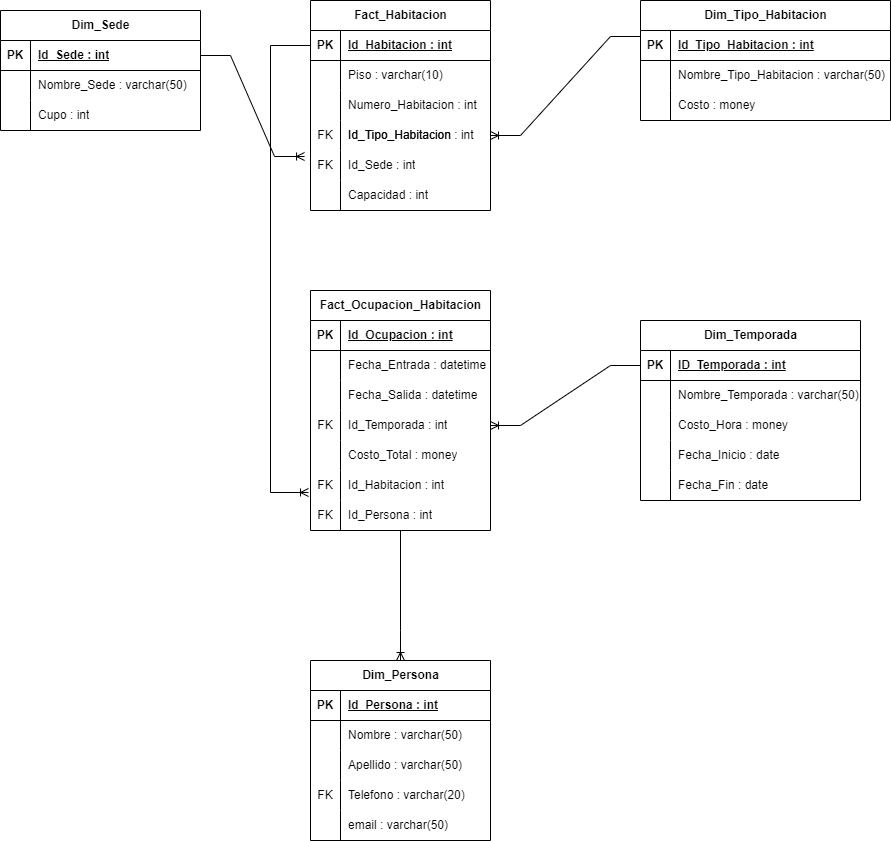 Dim_Sede
PK Id_Sede : int
Nombre_Sede : varchar(50)
Cupo : int
Fact_Habitacion
PK Id_Habitacion : int
Piso : varchar(10)
Numero_Habitacion : int
FK Id_Tipo_Habitacion : int
FK Id_Sede : int
Capacidad : int
Dim_Tipo_Habitacion
PK Id_Tipo_Habitacion : int
Nombre_Tipo_Habitacion : varchar(50)
Costo : money
Fact_Ocupacion_Habitacion
PK Id_Ocupacion : int
Fecha_Entrada : datetime
Fecha_Salida : datetime
FK Id_Temporada : int
Costo_Total : money
FK Id_Habitacion : int
FK Id_Persona : int
Dim_Temporada
PK ID_Temporada : int
Nombre_Temporada : varchar(50)
Costo_Hora : money
Fecha_Inicio : date
Fecha_Fin : date
Dim_Persona
PK Id_Persona : int
Nombre : varchar(50)
Apellido : varchar(50)
FK Telefono : varchar(20)
email : varchar(50)